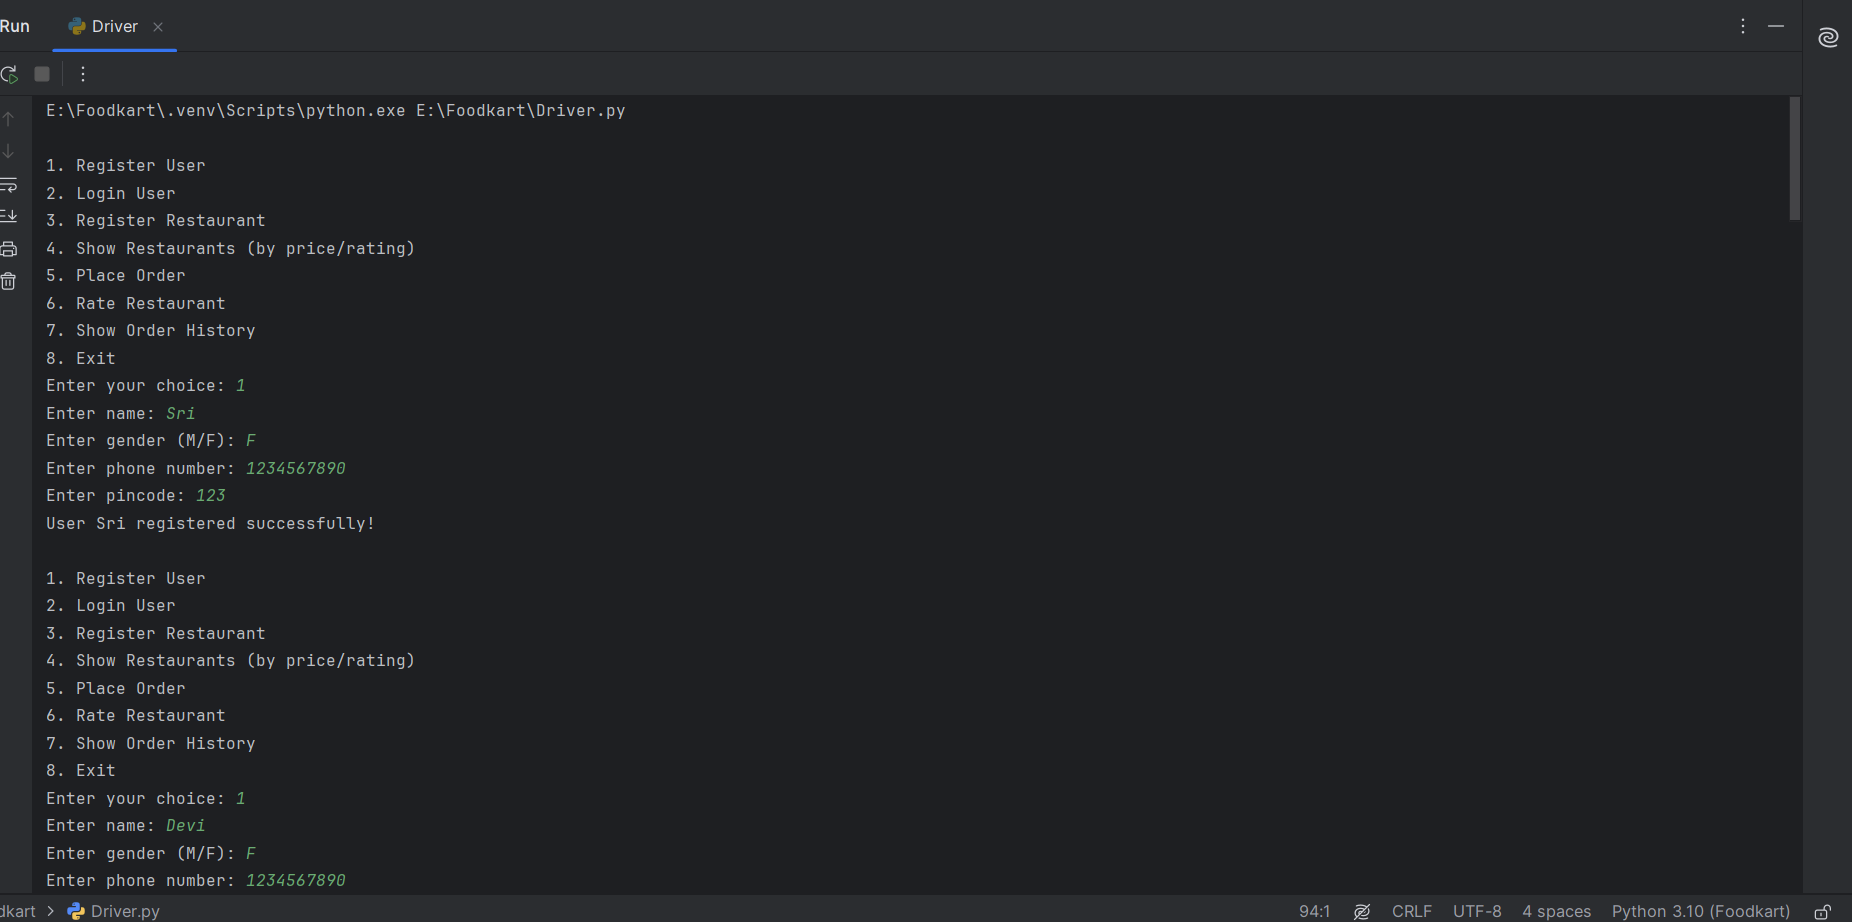 Run
Driver
E:\Foodkart\.venv\Scripts\python.exe E:\Foodkart\Driver.py
1. Register User
2. Login User
3. Register Restaurant
4. Show Restaurants (by price/rating)
5. Place Order
6. Rate Restaurant
7. Show Order History
8. Exit
Enter your choice: 1
Enter name: Sri
Enter gender (M/F): F
Enter phone number: 1234567890
Enter pincode: 123
User Sri registered successfully!
1. Register User
2. Login User
3. Register Restaurant
4. Show Restaurants (by price/rating)
5. Place Order
6. Rate Restaurant
7. Show Order History
8. Exit
Enter your choice: 1
Enter name: Devi
Enter gender (M/F): F
Enter phone number: 1234567890
dkart > Driver.py 94:1 CRLF UTF-8 4 spaces Python 3.10 (Foodkart)